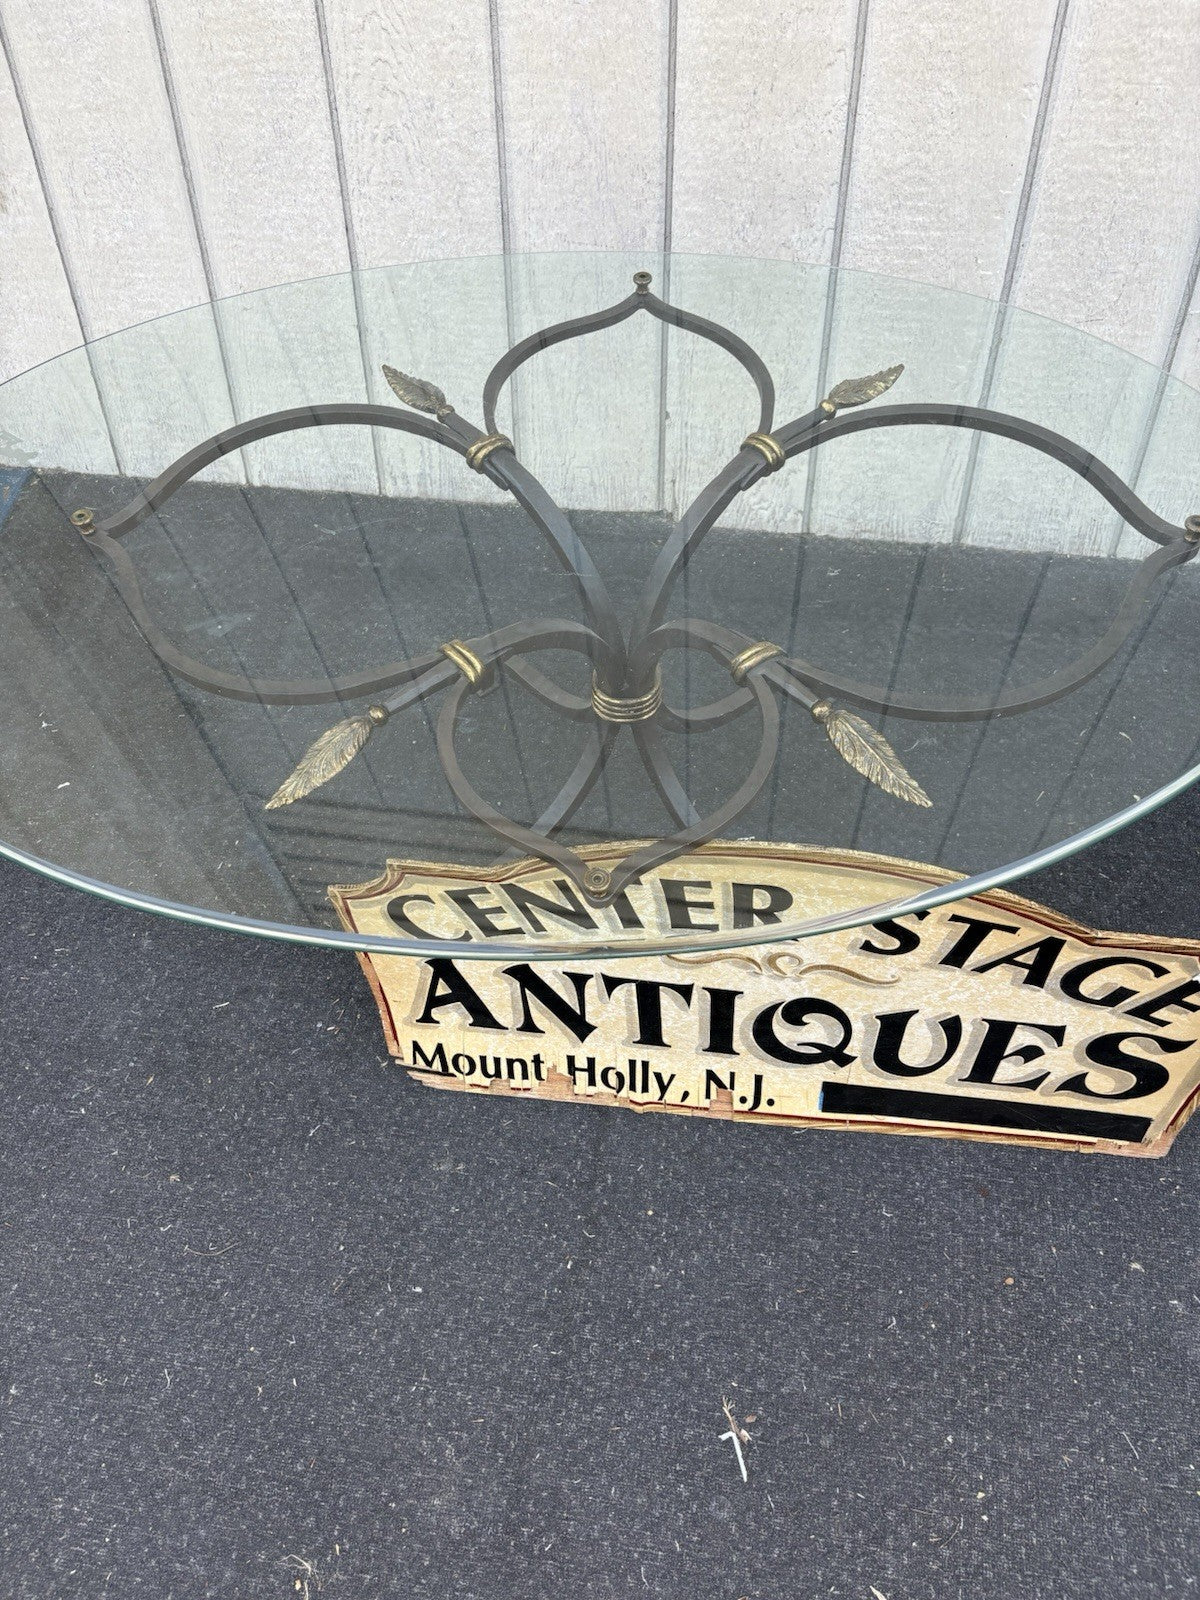 CENTER STAGE
ANTIQUES
Mount Holly, N.J.